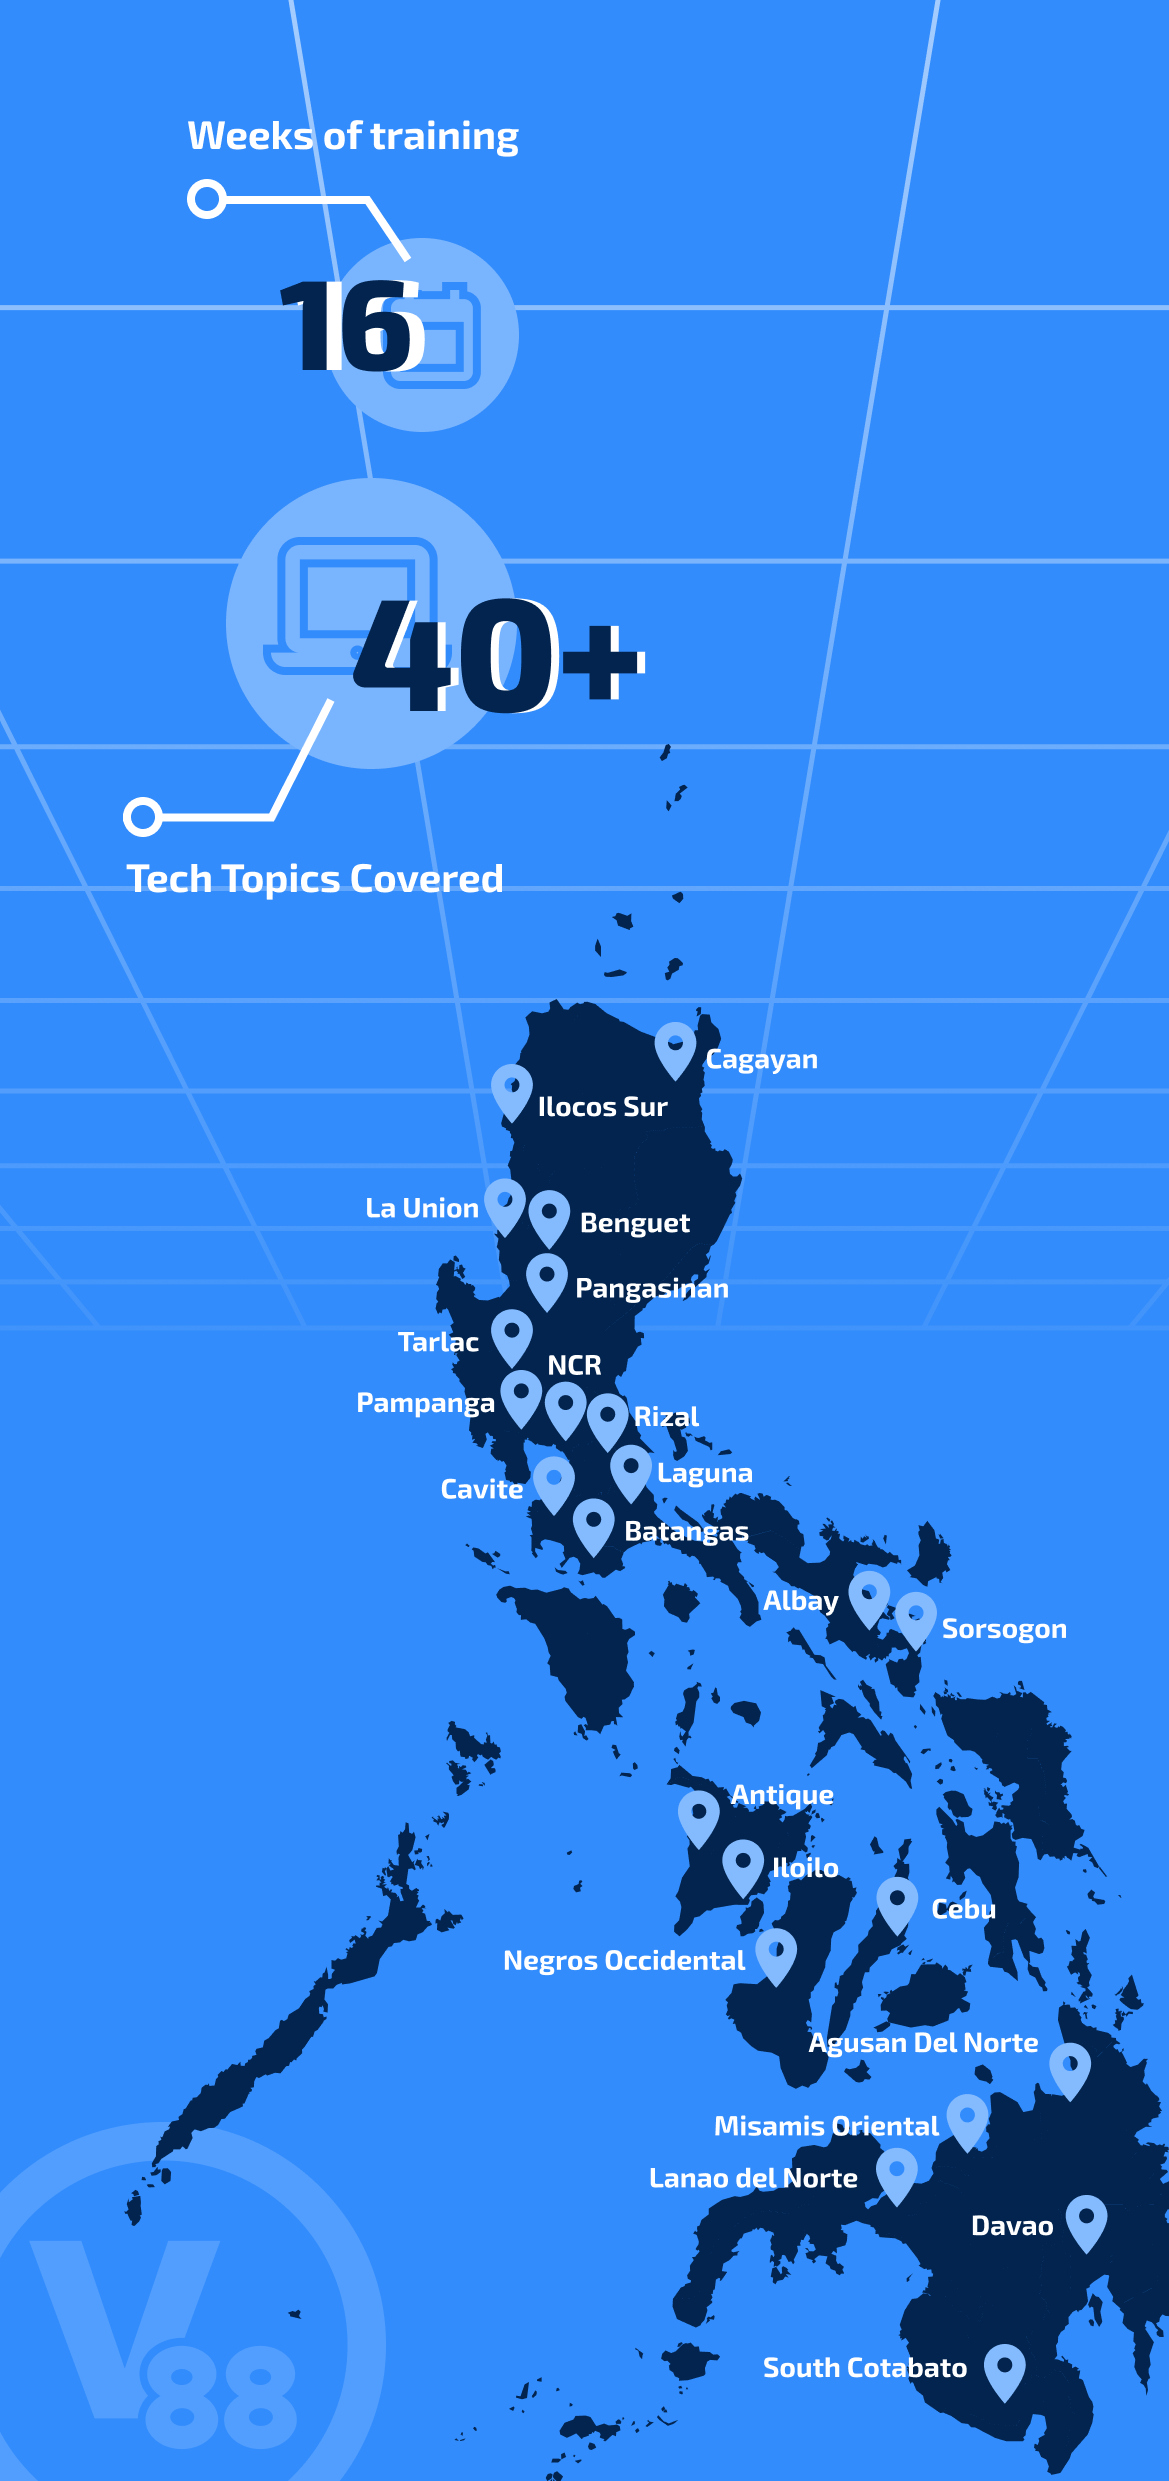 Weeks of training
16
40+
Tech Topics Covered
Cagayan
Ilocos Sur
La Union
Benguet
Pangasinan
Tarlac
NCR
Pampanga
Rizal
Laguna
Cavite
Batangas
Albay
Sorsogon
Antique
Iloilo
Cebu
Negros Occidental
Agusan Del Norte
Misamis Oriental
Lanao del Norte
Davao
South Cotabato
V88